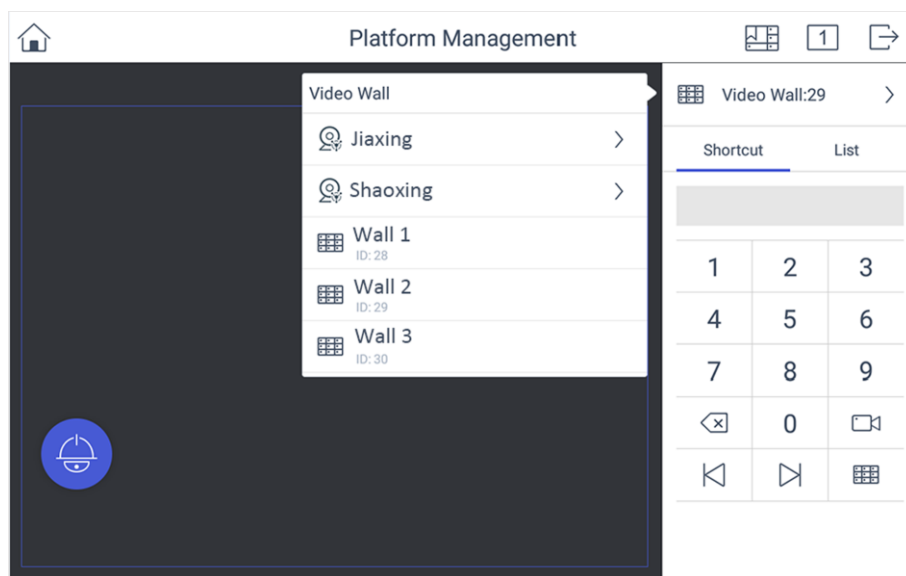 Platform Management
1
Video Wall
Jiaxing
Shaoxing
Wall 1
ID: 28
Wall 2
ID: 29
Wall 3
ID: 30
Video Wall:29
Shortcut List
1 2 3
4 5 6
7 8 9
0